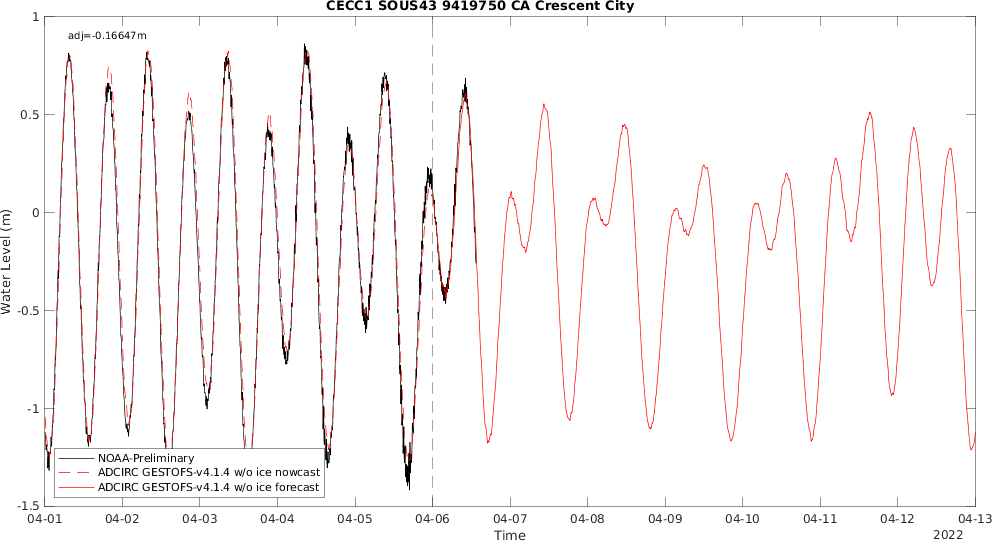 CECC1 SOUS43 9419750 CA Crescent City
adj=-0.16647m
1
0.5
0
-0.5
-1
-1.5
Water Level (m)
NOAA-Preliminary
ADCIRC GESTOFS-v4.1.4 w/o ice nowcast
ADCIRC GESTOFS-v4.1.4 w/o ice forecast
04-01 04-02 04-03 04-04 04-05 04-06 04-07 04-08 04-09 04-10 04-11 04-12 04-13
Time
2022